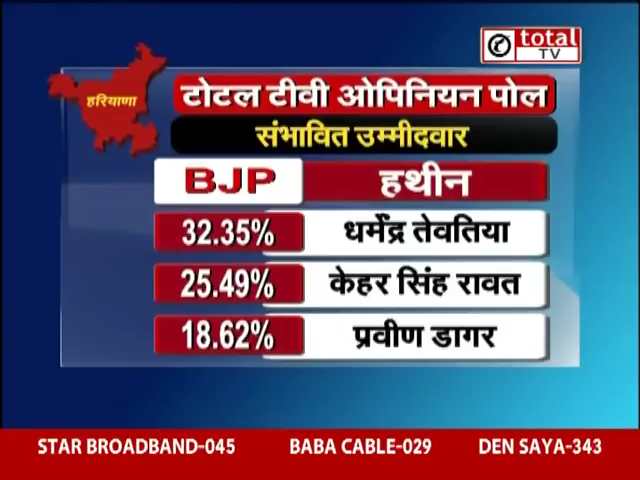 total
TV
हरियाणा
टोटल टीवी ओपिनियन पोल
संभावित उम्मीदवार
BJP हथीन
32.35% धर्मेंद्र तेवतिया
25.49% केहर सिंह रावत
18.62% प्रवीण डागर
STAR BROADBAND-045 BABA CABLE-029 DEN SAYA-343